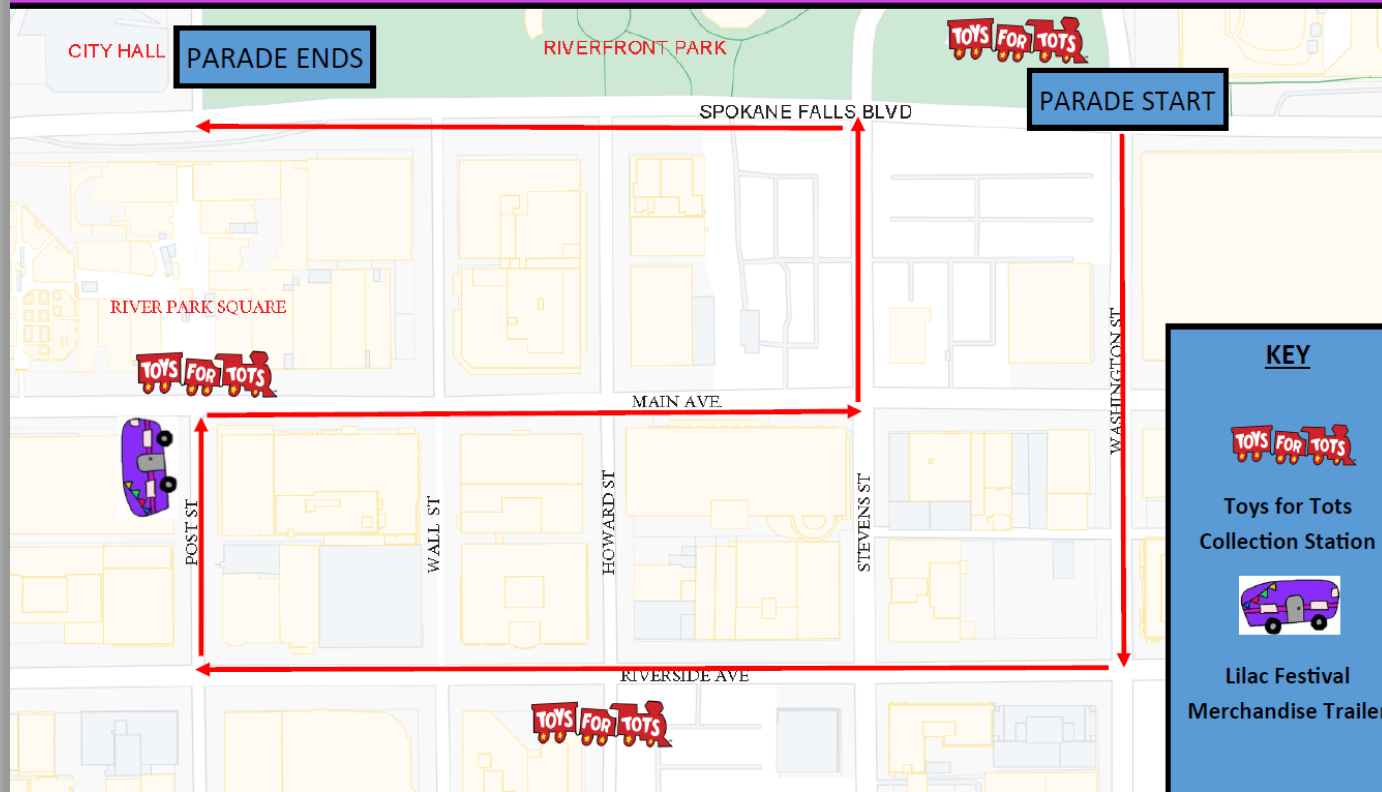 CITY HALL
PARADE ENDS
RIVERFRONT PARK
TOYS FOR TOTS
PARADE START
SPOKANE FALLS BLVD
RIVER PARK SQUARE
TOYS FOR TOTS
MAIN AVE
WASHINGTON ST
POST ST
WALL ST
HOWARD ST
STEVENS ST
RIVERSIDE AVE
TOYS FOR TOTS
KEY
TOYS FOR TOTS
Toys for Tots
Collection Station
Lilac Festival
Merchandise Trailer